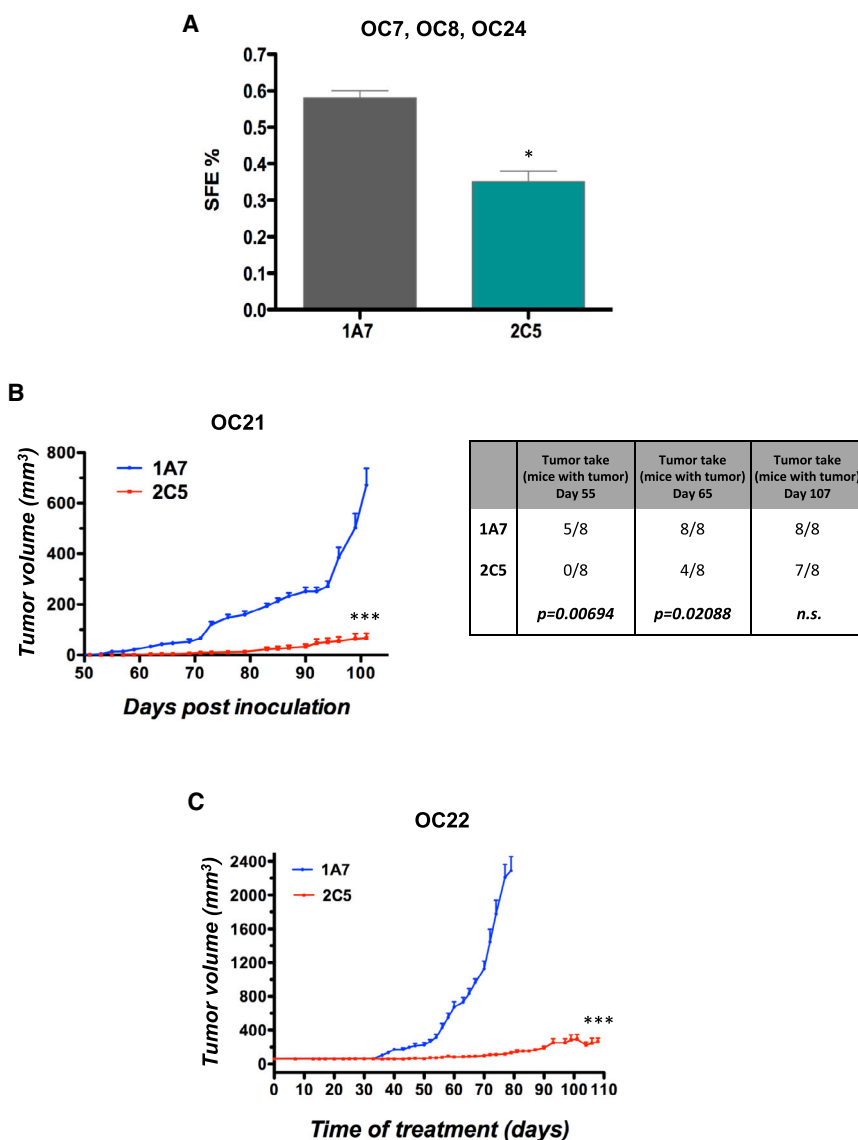 A
OC7, OC8, OC24
SFE %
0.7
0.6
0.5
0.4
0.3
0.2
0.1
0.0
*
1A7
2C5
B
OC21
Tumor volume (mm³)
800
600
400
200
0
1A7
2C5
***
50
60
70
80
90
100
Days post inoculation
Tumor take (mice with tumor) Day 55
Tumor take (mice with tumor) Day 65
Tumor take (mice with tumor) Day 107
1A7 5/8 8/8 8/8
2C5 0/8 4/8 7/8
p=0.00694 p=0.02088 n.s.
C
OC22
Tumor volume (mm³)
2400
2000
1600
1200
800
400
0
1A7
2C5
***
0 10 20 30 40 50 60 70 80 90 100 110
Time of treatment (days)